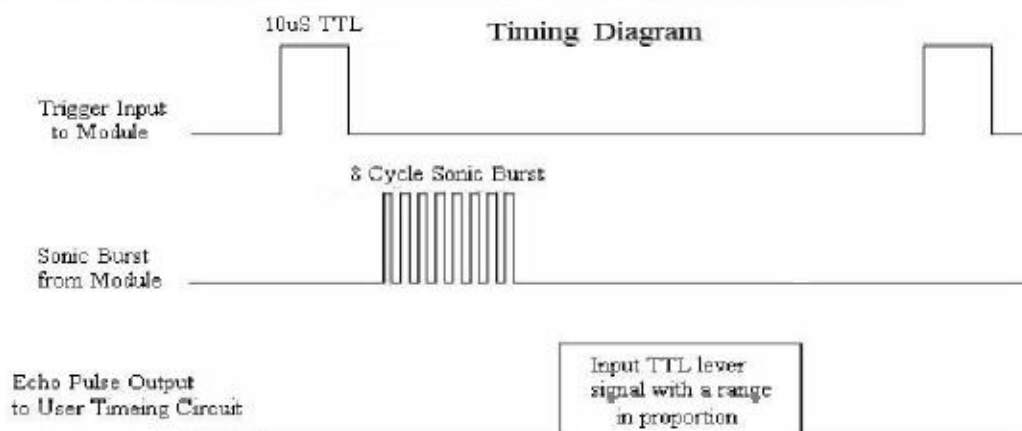 10uS TTL
Timing Diagram
Trigger Input
to Module
8 Cycle Sonic Burst
Sonic Burst
from Module
Echo Pulse Output
to User Timeing Circuit
Input TTL lever
signal with a range
in proportion